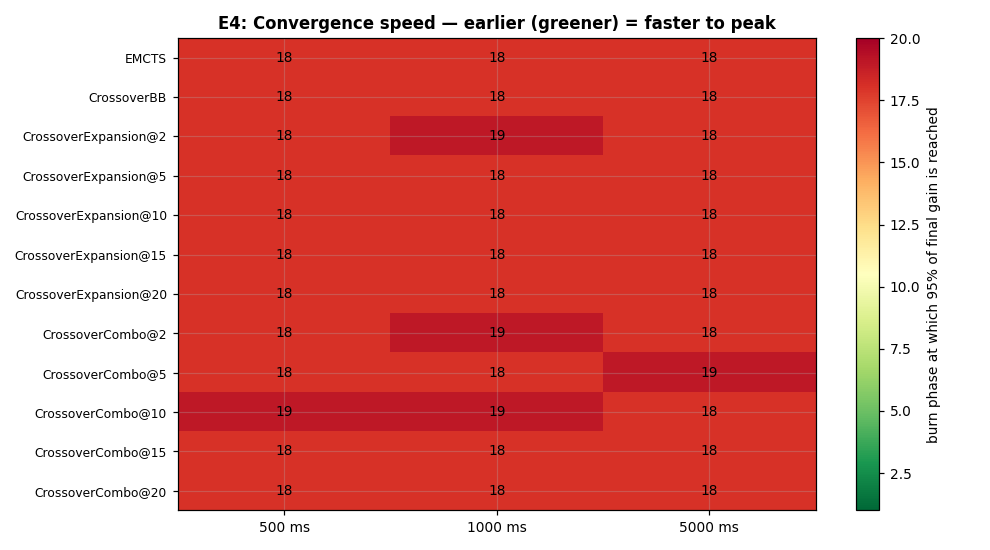 E4: Convergence speed — earlier (greener) = faster to peak
EMCTS 18 18 18
CrossoverBB 18 18 18
CrossoverExpansion@2 18 19 18
CrossoverExpansion@5 18 18 18
CrossoverExpansion@10 18 18 18
CrossoverExpansion@15 18 18 18
CrossoverExpansion@20 18 18 18
CrossoverCombo@2 18 19 18
CrossoverCombo@5 18 18 19
CrossoverCombo@10 19 19 18
CrossoverCombo@15 18 18 18
CrossoverCombo@20 18 18 18
500 ms 1000 ms 5000 ms
20.0
17.5
15.0
12.5
10.0
7.5
5.0
2.5
burn phase at which 95% of final gain is reached